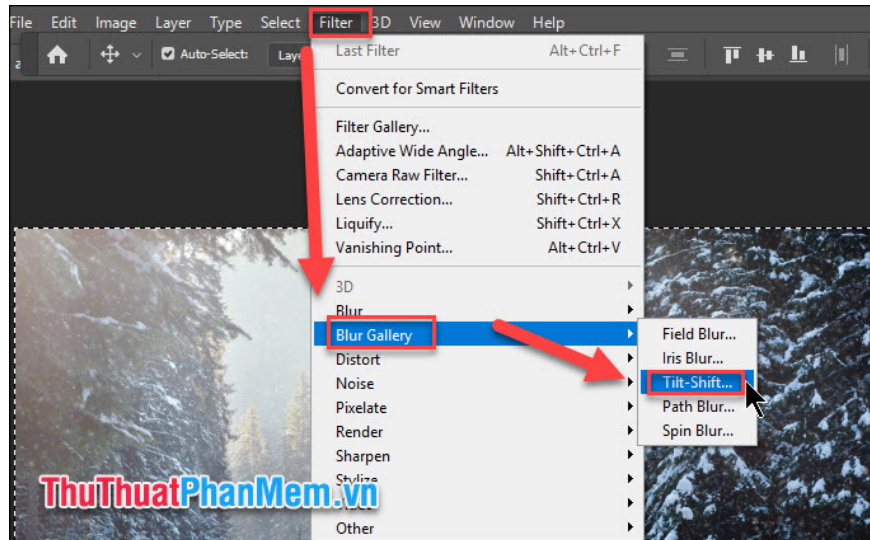 File Edit Image Layer Type Select Filter 3D View Window Help
Auto-Select: Laye
Last Filter Alt+Ctrl+F
Convert for Smart Filters
Filter Gallery...
Adaptive Wide Angle... Alt+Shift+Ctrl+A
Camera Raw Filter... Shift+Ctrl+A
Lens Correction... Shift+Ctrl+R
Liquify... Shift+Ctrl+X
Vanishing Point... Alt+Ctrl+V
3D
Blur
Blur Gallery
Distort
Noise
Pixelate
Render
Sharpen
Stylize
Other
Field Blur...
Iris Blur...
Tilt-Shift...
Path Blur...
Spin Blur...
ThuThuatPhanMem.vn